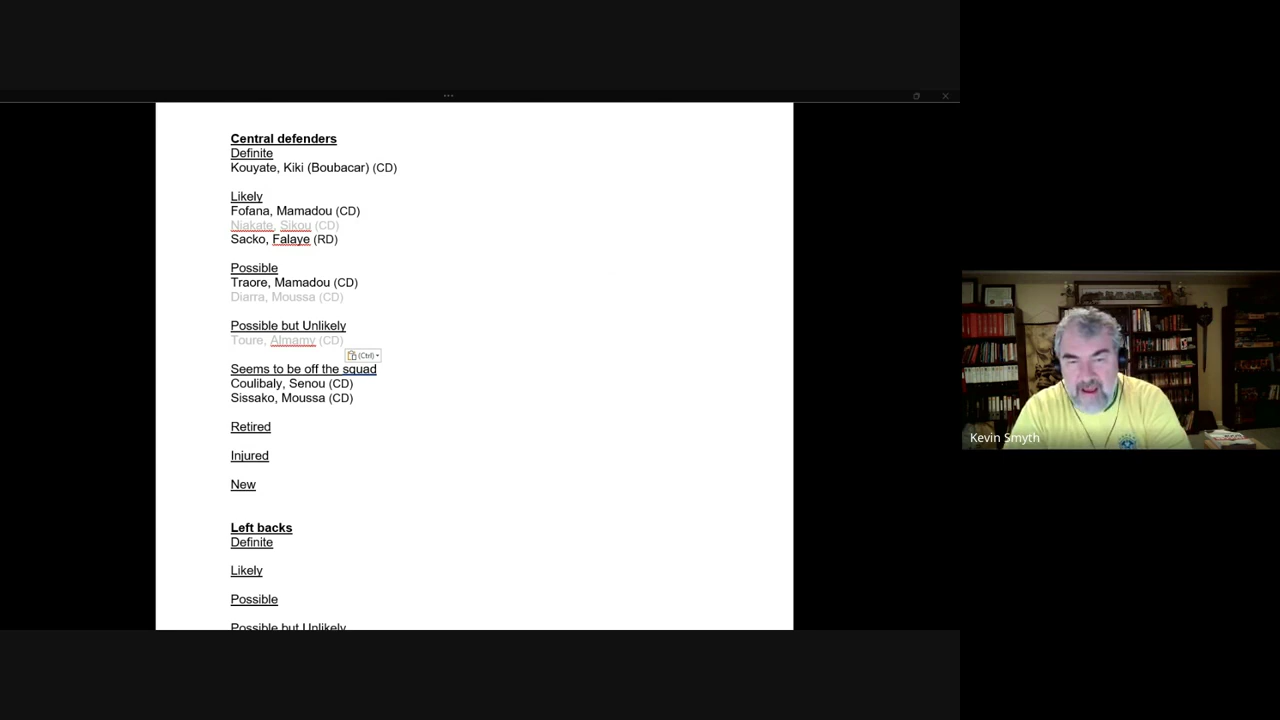 Central defenders
Definite
Kouyate, Kiki (Boubacar) (CD)
Likely
Fofana, Mamadou (CD)
Niakate, Sikou (CD)
Sacko, Falaye (RD)
Possible
Traore, Mamadou (CD)
Diarra, Moussa (CD)
Possible but Unlikely
Toure, Almamy (CD)
(Ctrl)
Seems to be off the squad
Coulibaly, Senou (CD)
Sissako, Moussa (CD)
Retired
Injured
New
Left backs
Definite
Likely
Possible
Possible but Unlikely
Kevin Smyth